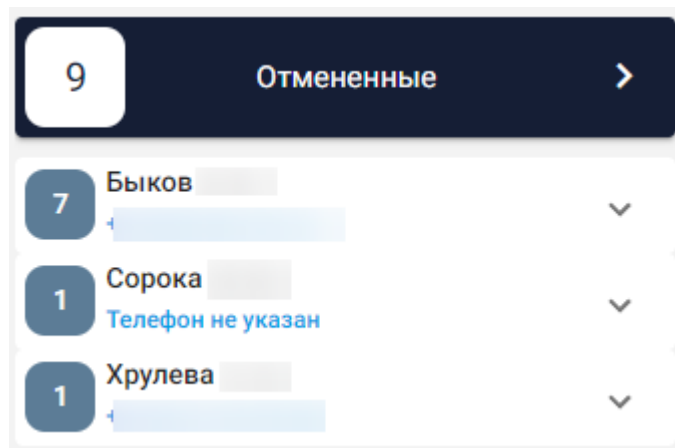 9 Отмененные
7 Быков
+
1 Сорока
Телефон не указан
1 Хрулева
+